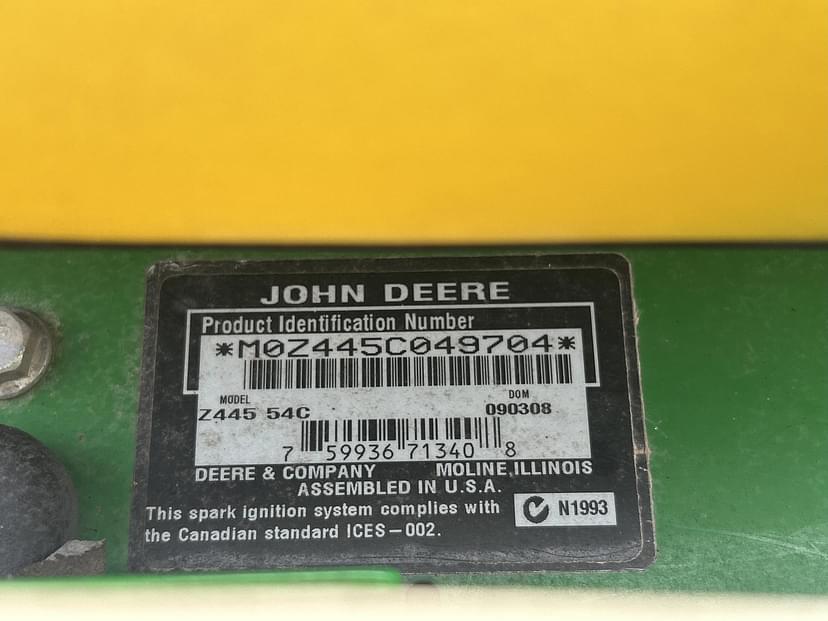 JOHN DEERE
Product Identification Number
*M0Z445C049704*
MODEL DOM
Z445 54C 090308
7 59936 71340 8
DEERE & COMPANY MOLINE, ILLINOIS
ASSEMBLED IN U.S.A.
This spark ignition system complies with
the Canadian standard ICES-002.
N1993